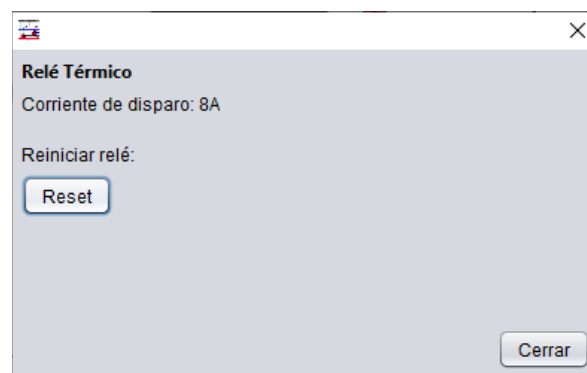 Relé Térmico
Corriente de disparo: 8A
Reiniciar relé:
Reset
Cerrar